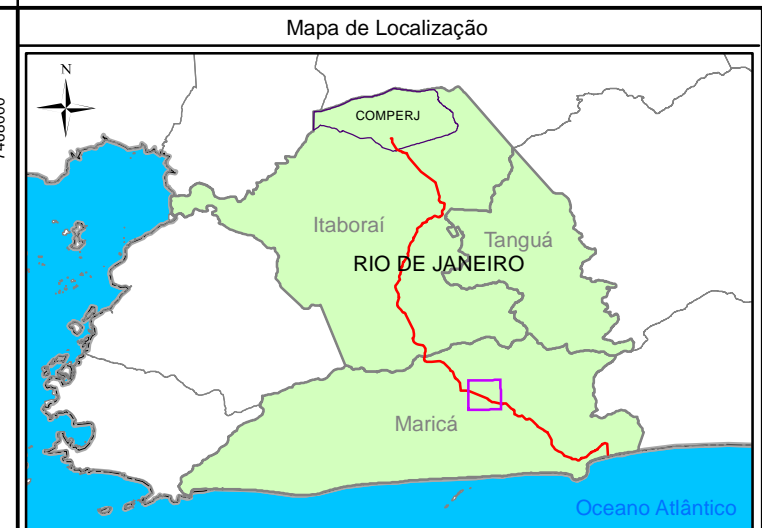 Mapa de Localização
N
COMPERJ
Itaboraí
Tanguá
RIO DE JANEIRO
Maricá
Oceano Atlântico